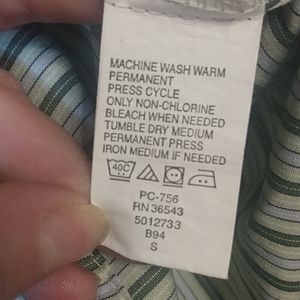 MACHINE WASH WARM
PERMANENT
PRESS CYCLE
ONLY NON-CHLORINE
BLEACH WHEN NEEDED
TUMBLE DRY MEDIUM
PERMANENT PRESS
IRON MEDIUM IF NEEDED
40C
PC-756
RN 36543
5012733
B94
S